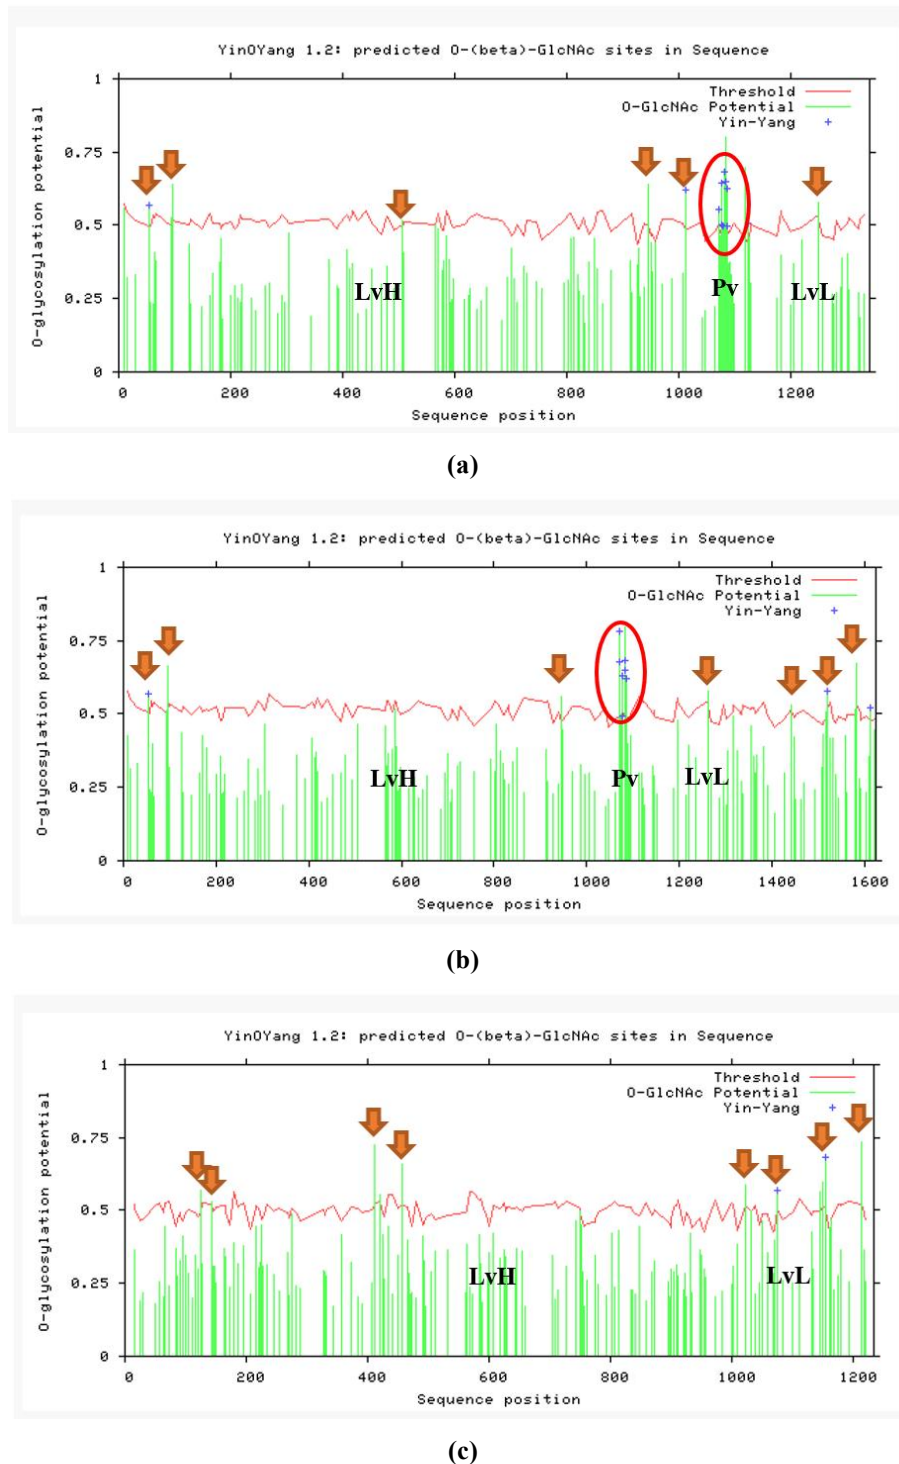 YinOYang 1.2: predicted O-(beta)-GlcNAc sites in Sequence
O-glycosylation potential
1
0.75
0.5
0.25
0
Threshold
O-GlcNAc Potential
Yin-Yang
LvH
Pv
LvL
0 200 400 600 800 1000 1200
Sequence position
(a)
YinOYang 1.2: predicted O-(beta)-GlcNAc sites in Sequence
O-glycosylation potential
1
0.75
0.5
0.25
0
Threshold
O-GlcNAc Potential
Yin-Yang
LvH
Pv
LvL
0 200 400 600 800 1000 1200 1400 1600
Sequence position
(b)
YinOYang 1.2: predicted O-(beta)-GlcNAc sites in Sequence
O-glycosylation potential
1
0.75
0.5
0.25
0
Threshold
O-GlcNAc Potential
Yin-Yang
LvH
LvL
0 200 400 600 800 1000 1200
Sequence position
(c)